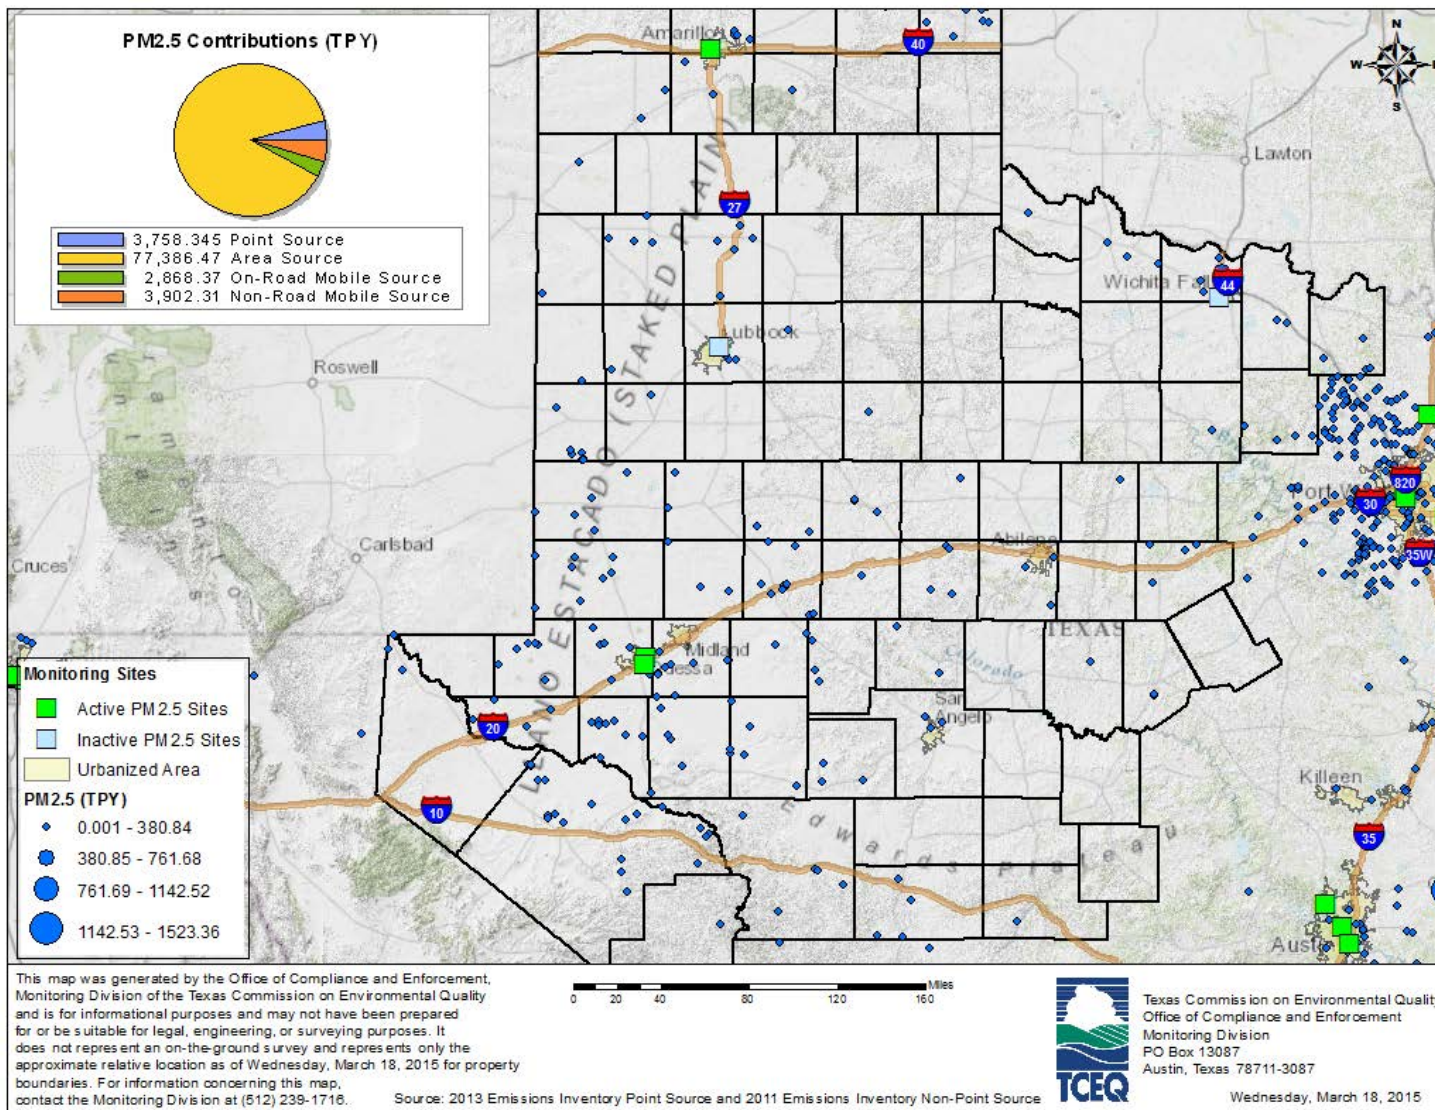 PM2.5 Contributions (TPY)
3,758.345 Point Source
77,386.47 Area Source
2,868.37 On-Road Mobile Source
3,902.31 Non-Road Mobile Source
Amarillo
40
N
W
S
Lawton
27
Wichita Fall
44
Lubbock
Roswell
LLANO ESTACADO (STAKED PLAIN)
820
30
35W
Carlsbad
Cruces
Abilene
TEXAS
Colorado
Midland
Odessa
San
Angelo
20
10
Edwards Plateau
Killeen
35
Austin
Monitoring Sites
Active PM2.5 Sites
Inactive PM2.5 Sites
Urbanized Area
PM2.5 (TPY)
0.001 - 380.84
380.85 - 761.68
761.69 - 1142.52
1142.53 - 1523.36
This map was generated by the Office of Compliance and Enforcement,
Monitoring Division of the Texas Commission on Environmental Quality
and is for informational purposes and may not have been prepared
for or be suitable for legal, engineering, or surveying purposes. It
does not represent an on-the-ground survey and represents only the
approximate relative location as of Wednesday, March 18, 2015 for property
boundaries. For information concerning this map,
contact the Monitoring Division at (512) 239-1716.
Miles
0 20 40 80 120 160
Source: 2013 Emissions Inventory Point Source and 2011 Emissions Inventory Non-Point Source
TCEQ
Texas Commission on Environmental Quality
Office of Compliance and Enforcement
Monitoring Division
PO Box 13087
Austin, Texas 78711-3087
Wednesday, March 18, 2015